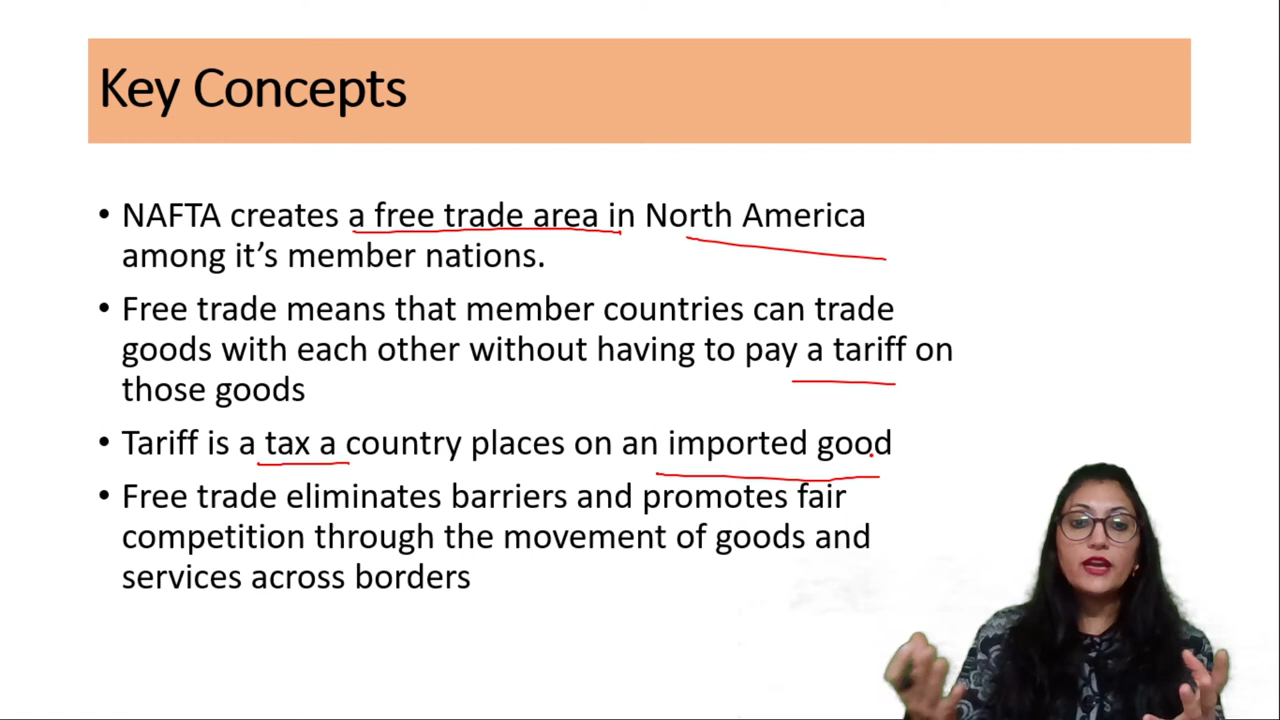 Key Concepts
• NAFTA creates a free trade area in North America
among it’s member nations.
• Free trade means that member countries can trade
goods with each other without having to pay a tariff on
those goods
• Tariff is a tax a country places on an imported good
• Free trade eliminates barriers and promotes fair
competition through the movement of goods and
services across borders